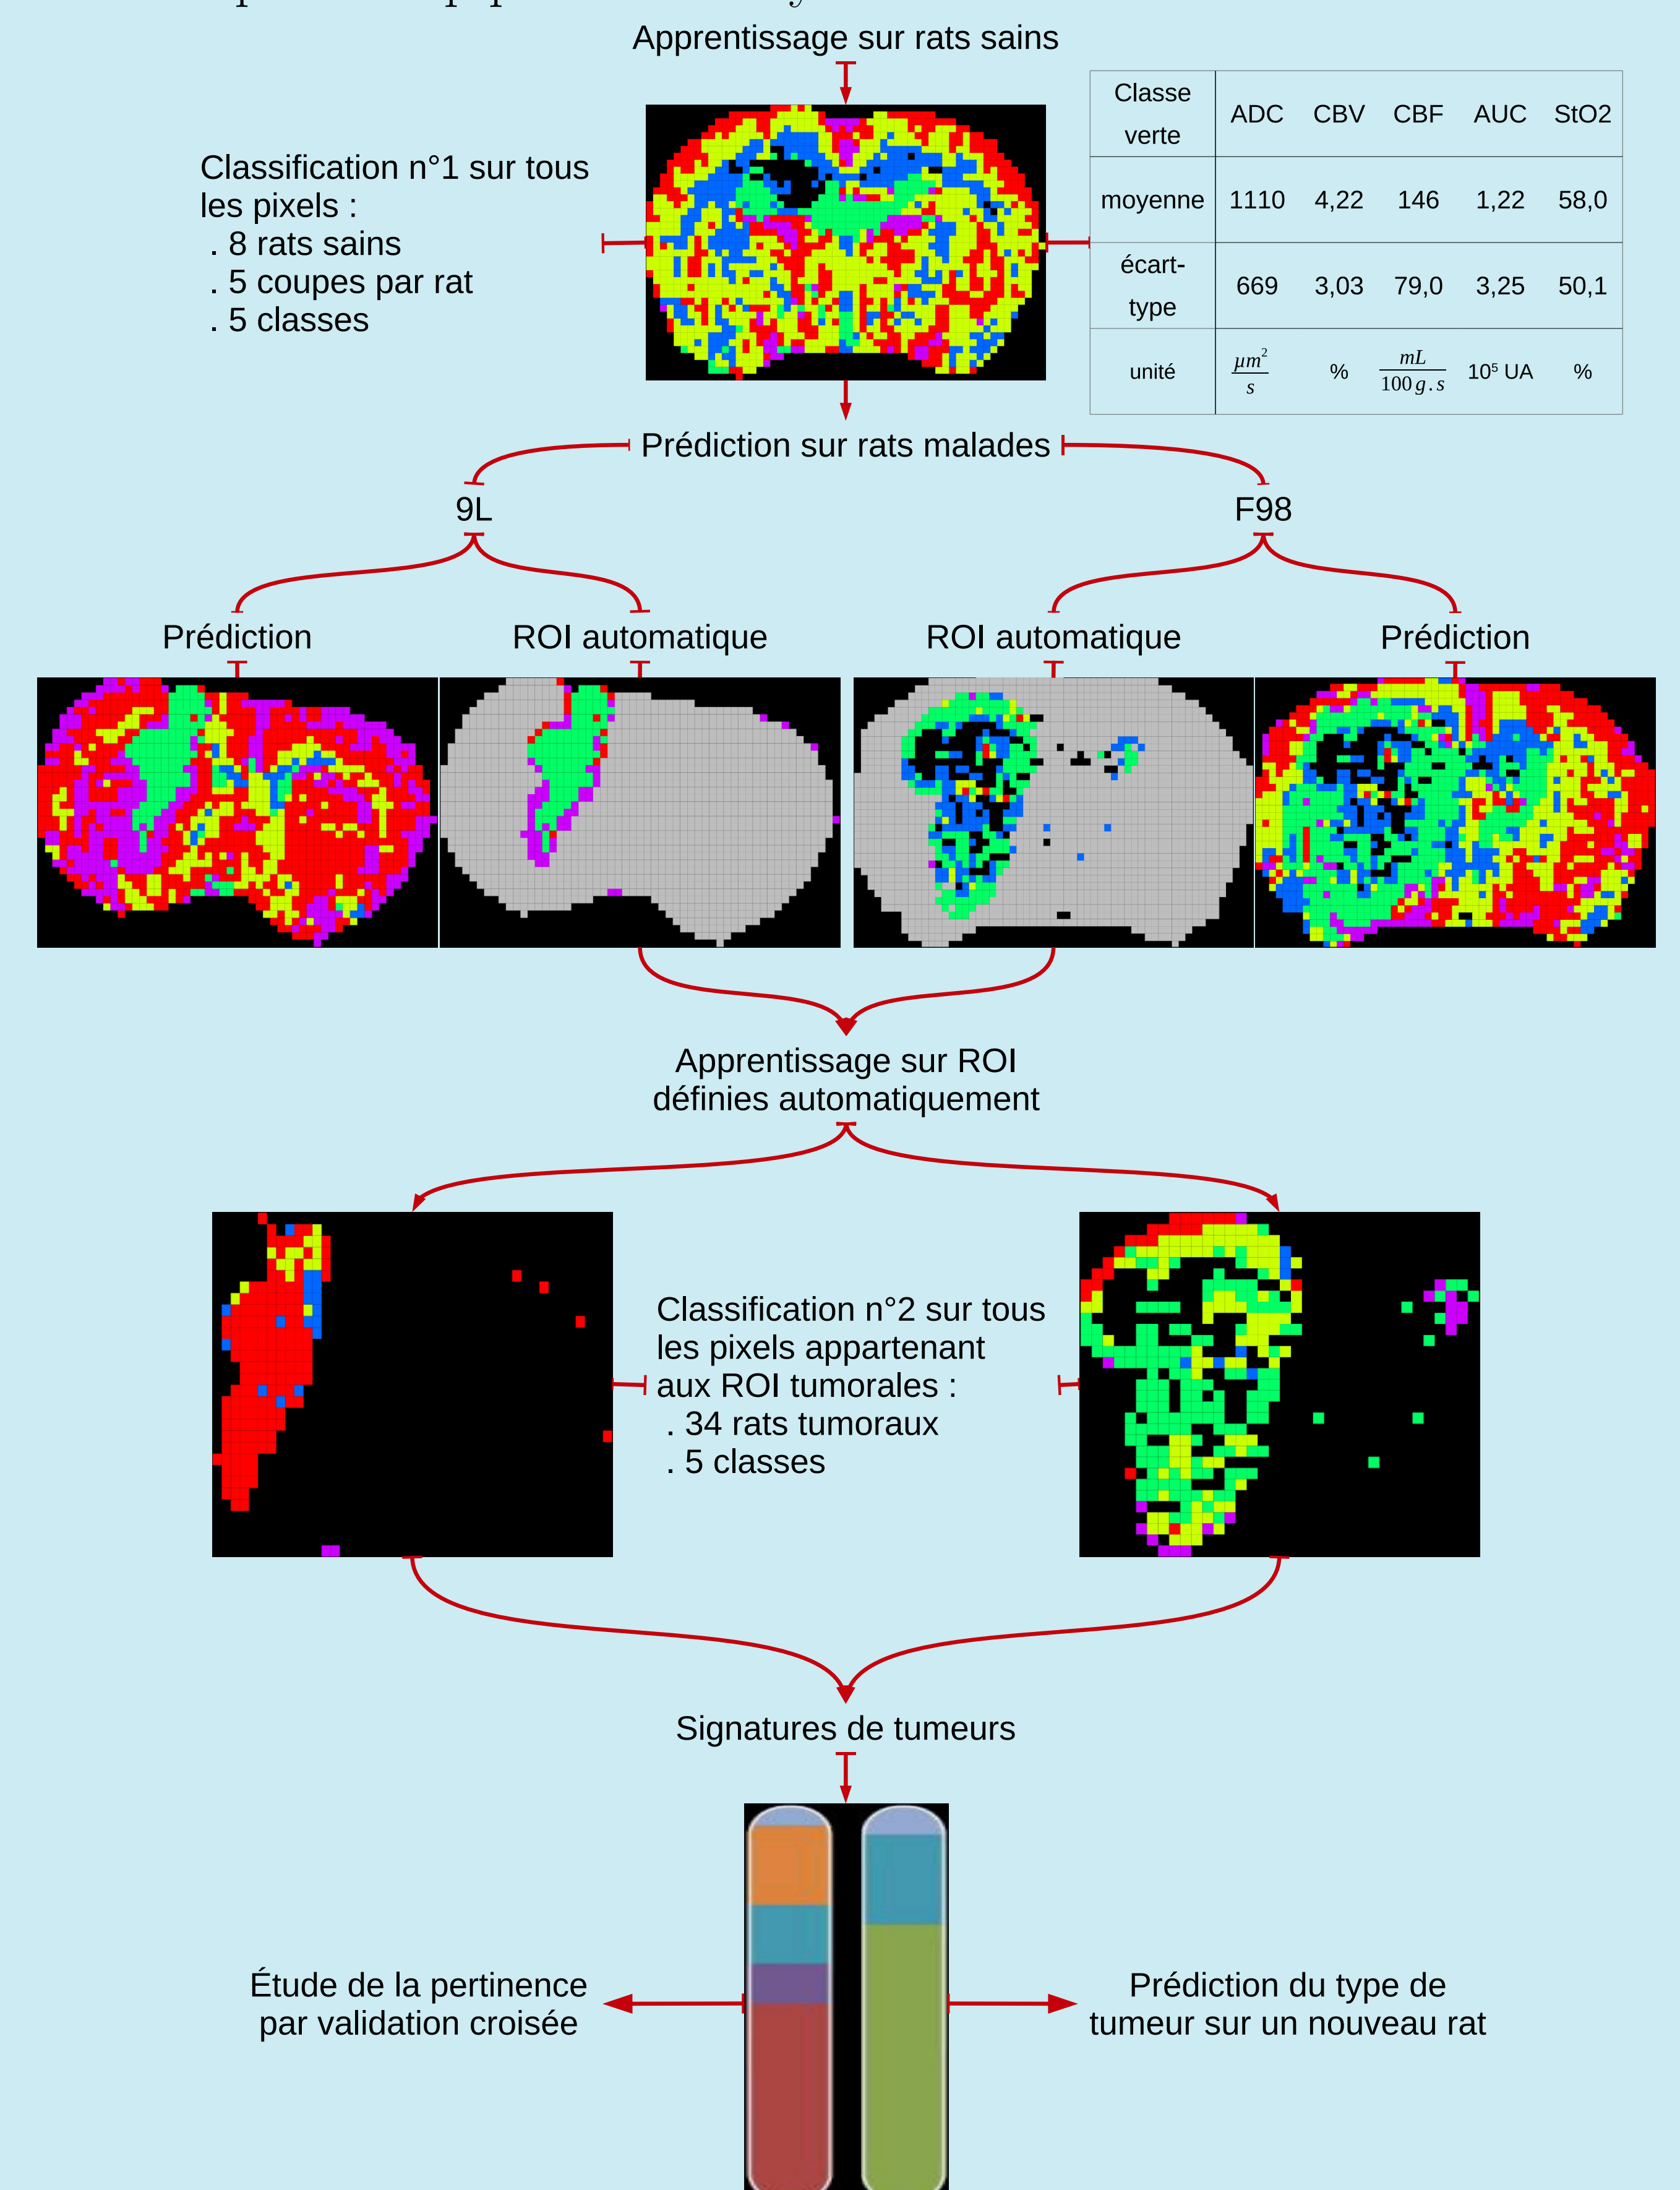 Apprentissage sur rats sains
Classification n°1 sur tous
les pixels :
. 8 rats sains
. 5 coupes par rat
. 5 classes
Classe verte ADC CBV CBF AUC StO2
moyenne 1110 4,22 146 1,22 58,0
écart-type 669 3,03 79,0 3,25 50,1
unité µm²/s % mL/100 g.s 10⁵ UA %
Prédiction sur rats malades
9L F98
Prédiction ROI automatique ROI automatique Prédiction
Apprentissage sur ROI
définies automatiquement
Classification n°2 sur tous
les pixels appartenant
aux ROI tumorales :
. 34 rats tumoraux
. 5 classes
Signatures de tumeurs
Étude de la pertinence
par validation croisée
Prédiction du type de
tumeur sur un nouveau rat